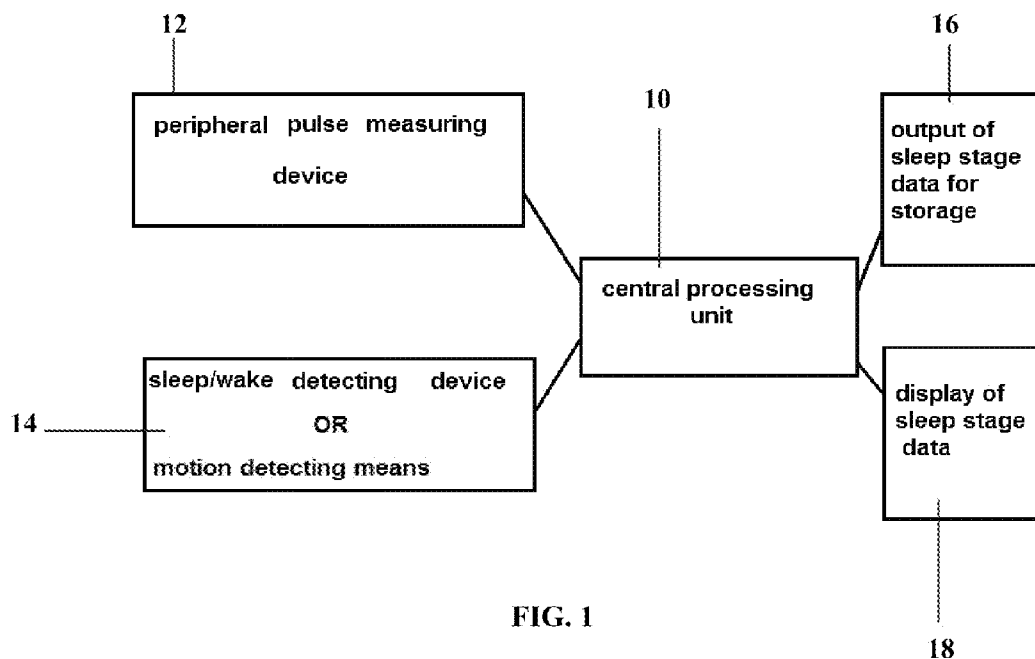 12
peripheral pulse measuring
device
10
central processing
unit
16
output of
sleep stage
data for
storage
14
sleep/wake detecting device
OR
motion detecting means
display of
sleep stage
data
18
FIG. 1